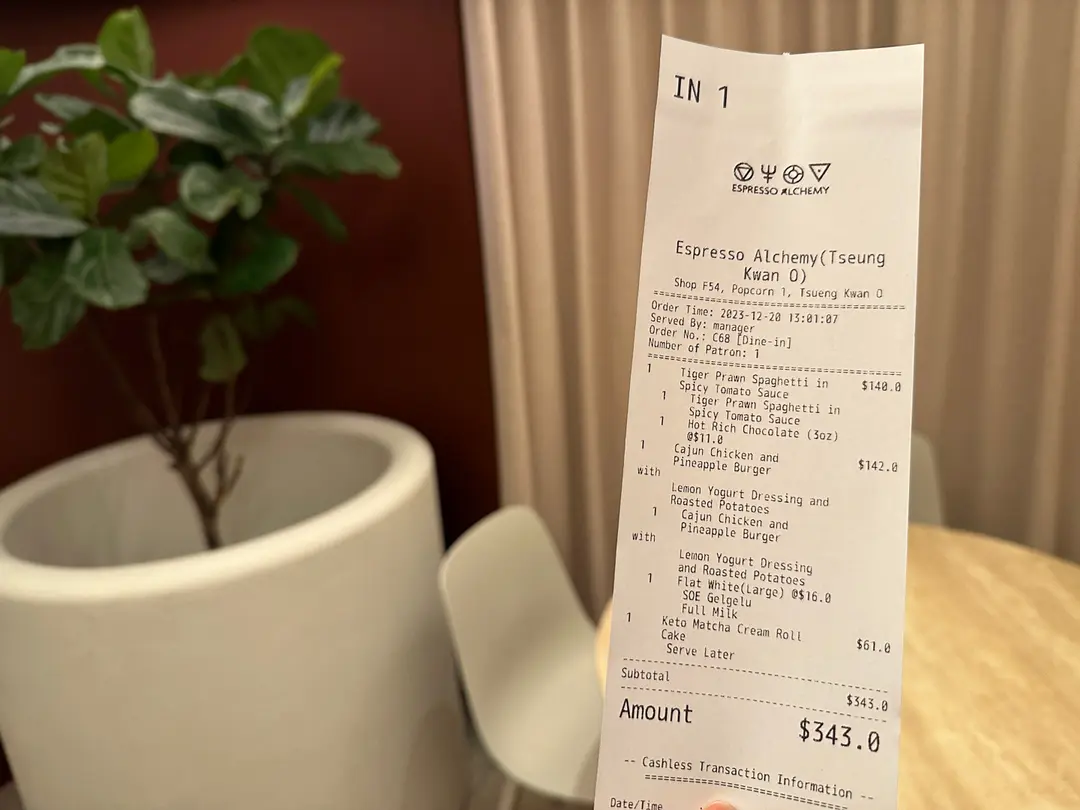 IN 1
ESPRESSO ALCHEMY
Espresso Alchemy(Tseung
Kwan O)
Shop F54, Popcorn 1, Tsueng Kwan O
Order Time: 2023-12-20 13:01:07
Served By: manager
Order No.: C68 [Dine-in]
Number of Patron: 1
1 Tiger Prawn Spaghetti in $140.0
Spicy Tomato Sauce
1 Tiger Prawn Spaghetti in
Spicy Tomato Sauce
1 Hot Rich Chocolate (3oz)
@$11.0
1 Cajun Chicken and $142.0
Pineapple Burger
with
Lemon Yogurt Dressing and
Roasted Potatoes
1 Cajun Chicken and
Pineapple Burger
with
Lemon Yogurt Dressing
and Roasted Potatoes
1 Flat White(Large) @$16.0
SOE Gelgelu
Full Milk
1 Keto Matcha Cream Roll $61.0
Cake
Serve Later
Subtotal $343.0
Amount $343.0
-- Cashless Transaction Information --
Date/Time